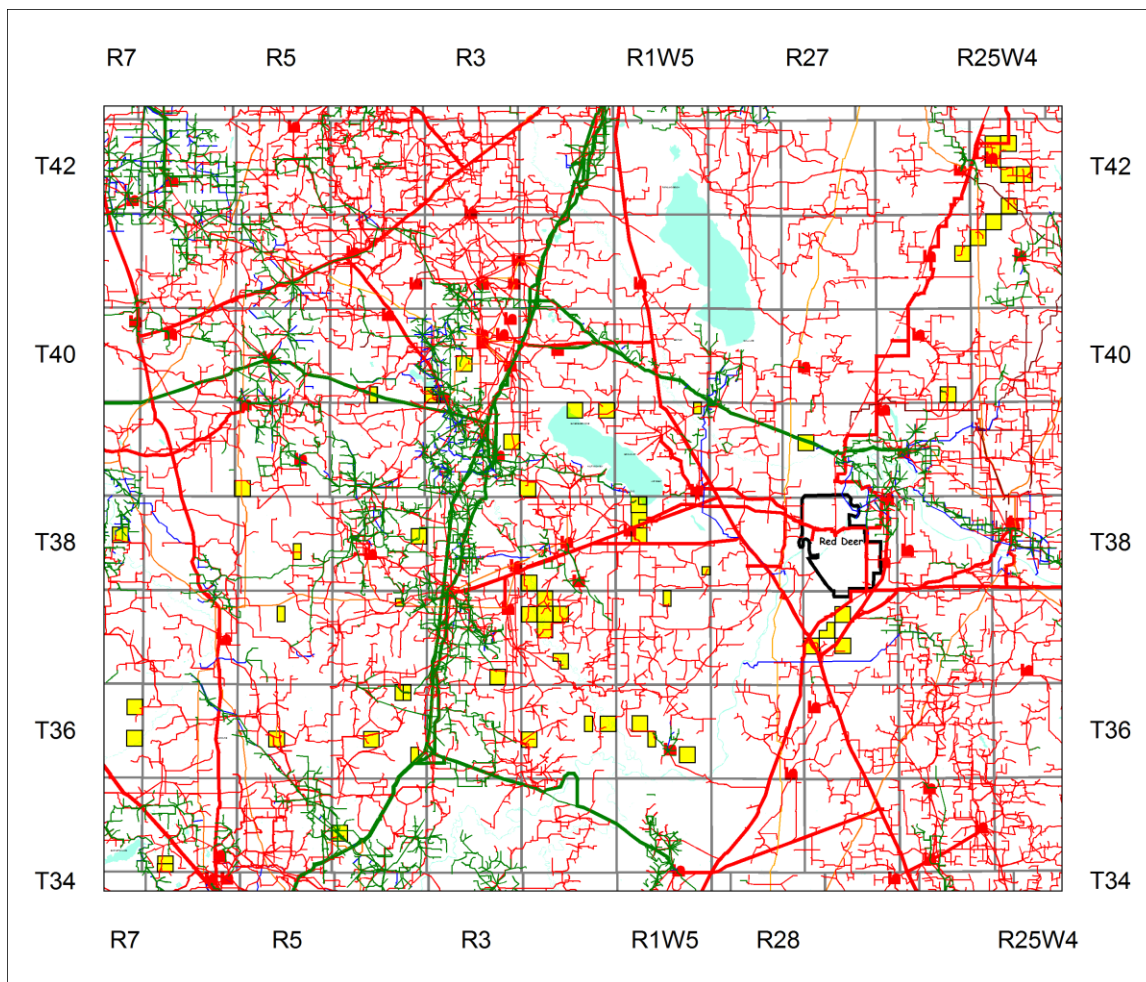 R7 R5 R3 R1W5 R27 R25W4
T42 T42
T40 T40
T38 Red Deer T38
T36 T36
T34 T34
R7 R5 R3 R1W5 R28 R25W4